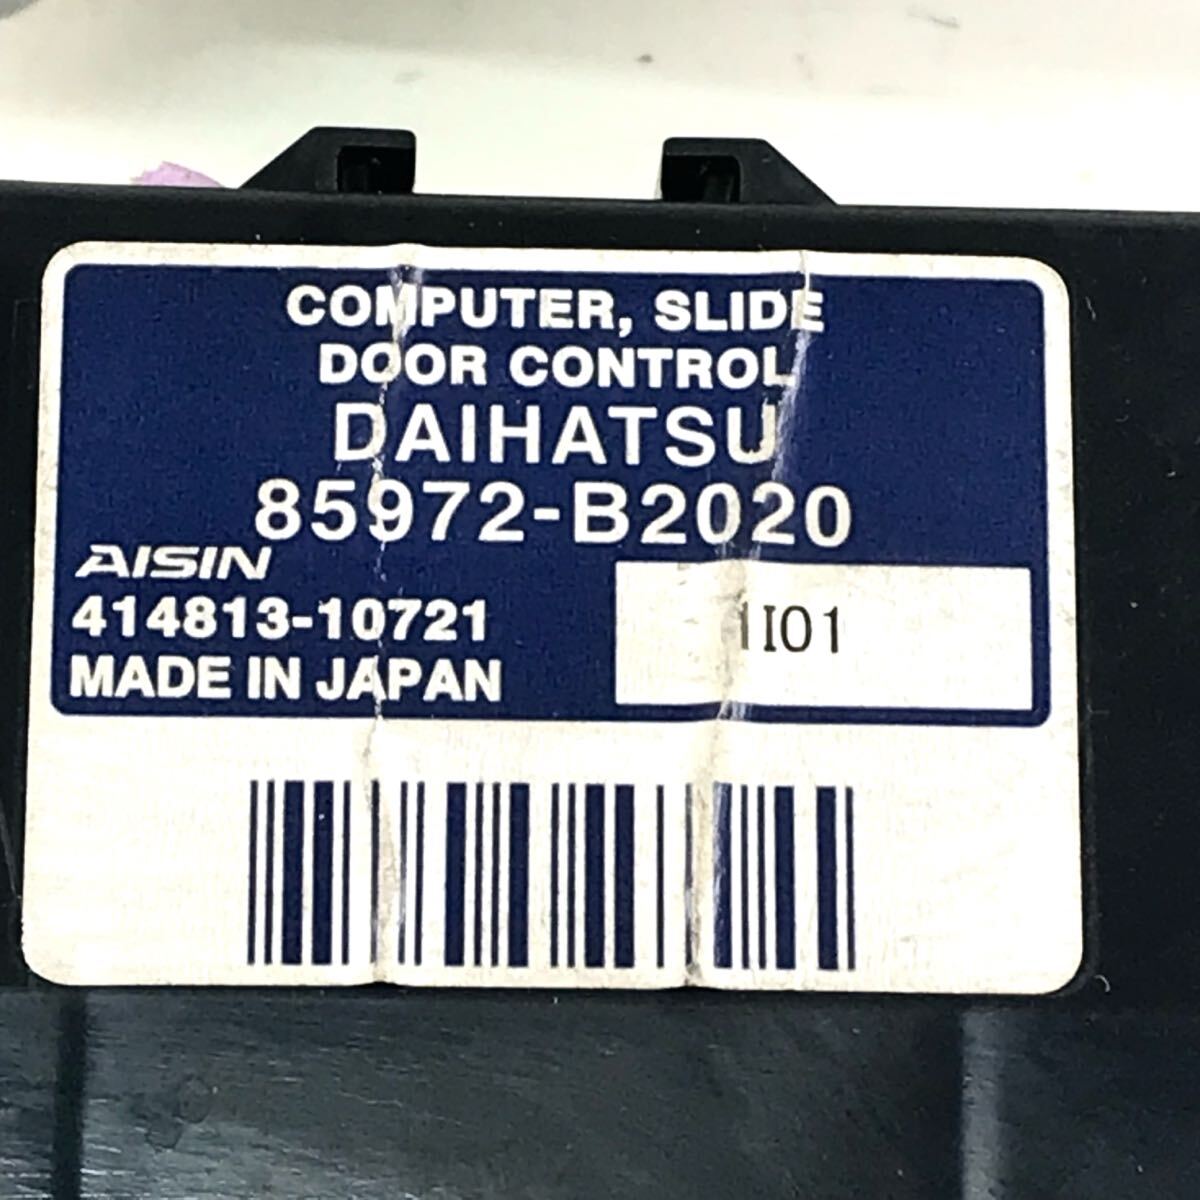 COMPUTER, SLIDE
DOOR CONTROL
DAIHATSU
85972-B2020
AISIN
414813-10721
1I01
MADE IN JAPAN